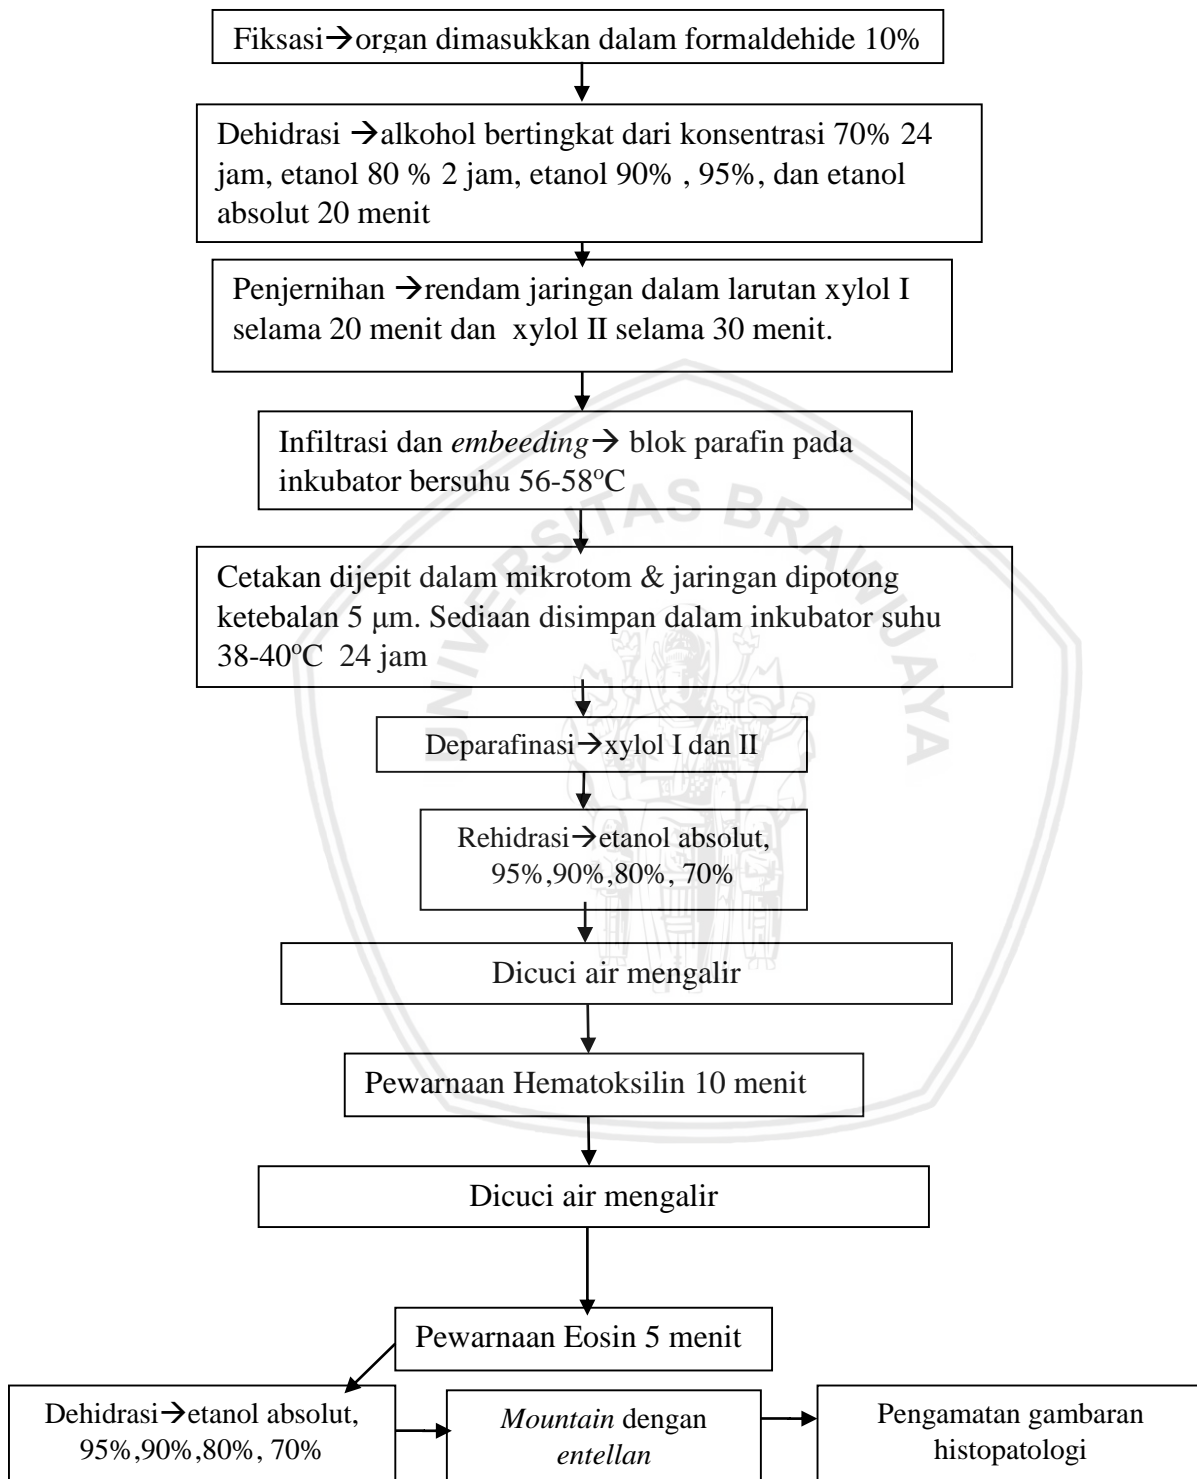 Fiksasi→organ dimasukkan dalam formaldehide 10%
Dehidrasi →alkohol bertingkat dari konsentrasi 70% 24
jam, etanol 80 % 2 jam, etanol 90% , 95%, dan etanol
absolut 20 menit
Penjernihan →rendam jaringan dalam larutan xylol I
selama 20 menit dan xylol II selama 30 menit.
Infiltrasi dan embeeding→ blok parafin pada
inkubator bersuhu 56-58°C
UNIVERSITAS BRAWIJAYA
Cetakan dijepit dalam mikrotom & jaringan dipotong
ketebalan 5 μm. Sediaan disimpan dalam inkubator suhu
38-40°C 24 jam
Deparafinasi→xylol I dan II
Rehidrasi→etanol absolut,
95%,90%,80%, 70%
Dicuci air mengalir
Pewarnaan Hematoksilin 10 menit
Dicuci air mengalir
Pewarnaan Eosin 5 menit
Dehidrasi→etanol absolut,
95%,90%,80%, 70%
Mountain dengan
entellan
Pengamatan gambaran
histopatologi